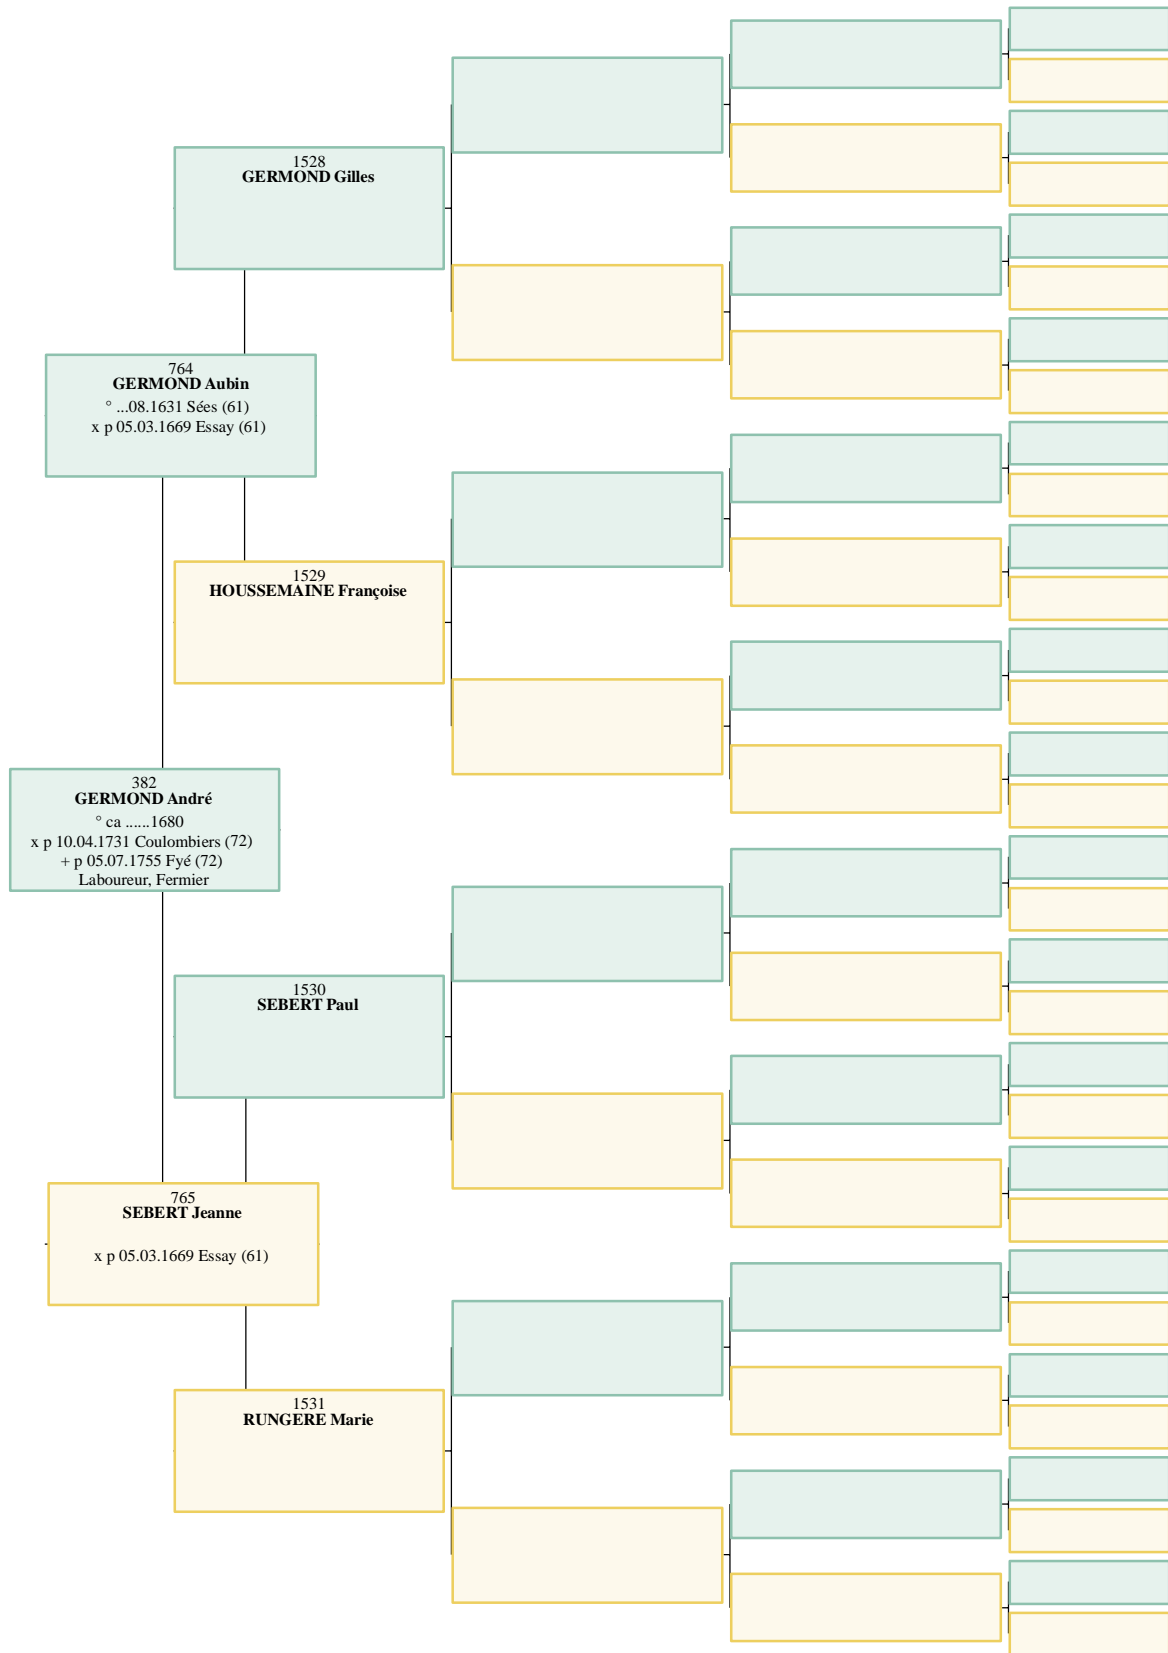 1528
GERMOND Gilles
764
GERMOND Aubin
° ...08.1631 Sées (61)
x p 05.03.1669 Essay (61)
1529
HOUSSEMAINE Françoise
382
GERMOND André
° ca ......1680
x p 10.04.1731 Coulombiers (72)
+ p 05.07.1755 Fyé (72)
Laboureur, Fermier
1530
SEBERT Paul
765
SEBERT Jeanne
x p 05.03.1669 Essay (61)
1531
RUNGERE Marie